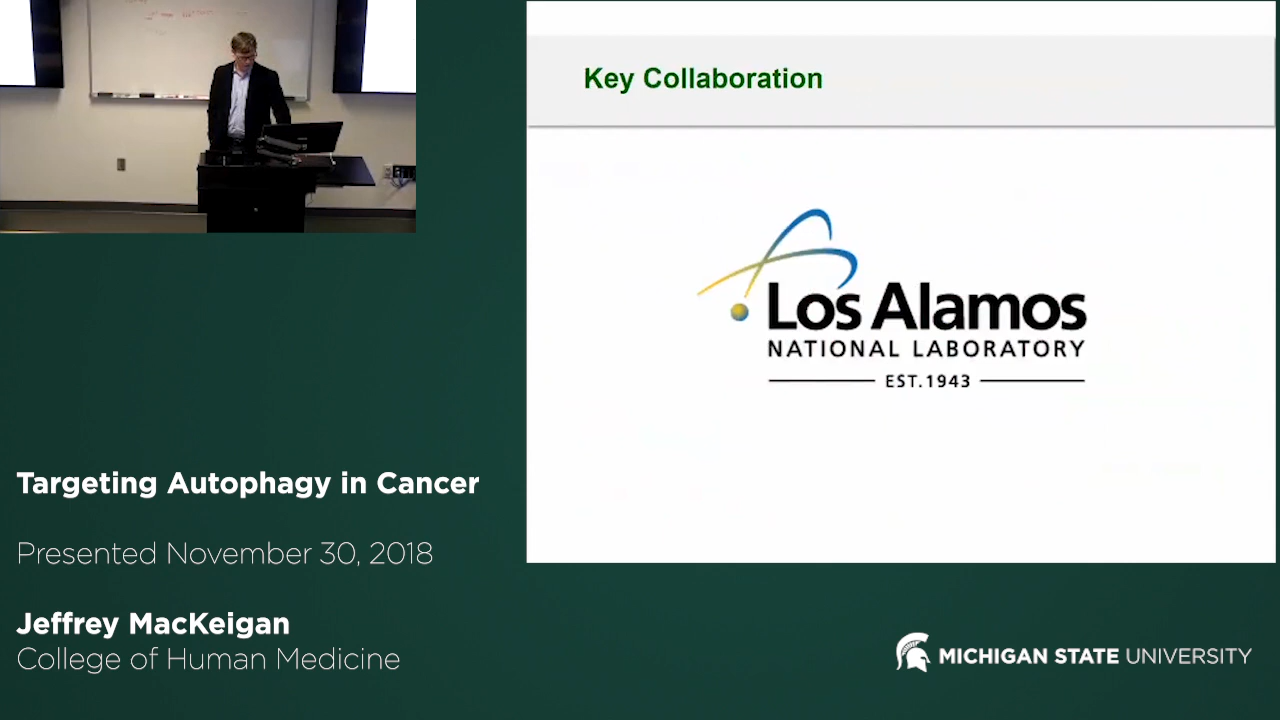 Key Collaboration
Los Alamos
NATIONAL LABORATORY
EST.1943
Targeting Autophagy in Cancer
Presented November 30, 2018
Jeffrey MacKeigan
College of Human Medicine
MICHIGAN STATE UNIVERSITY